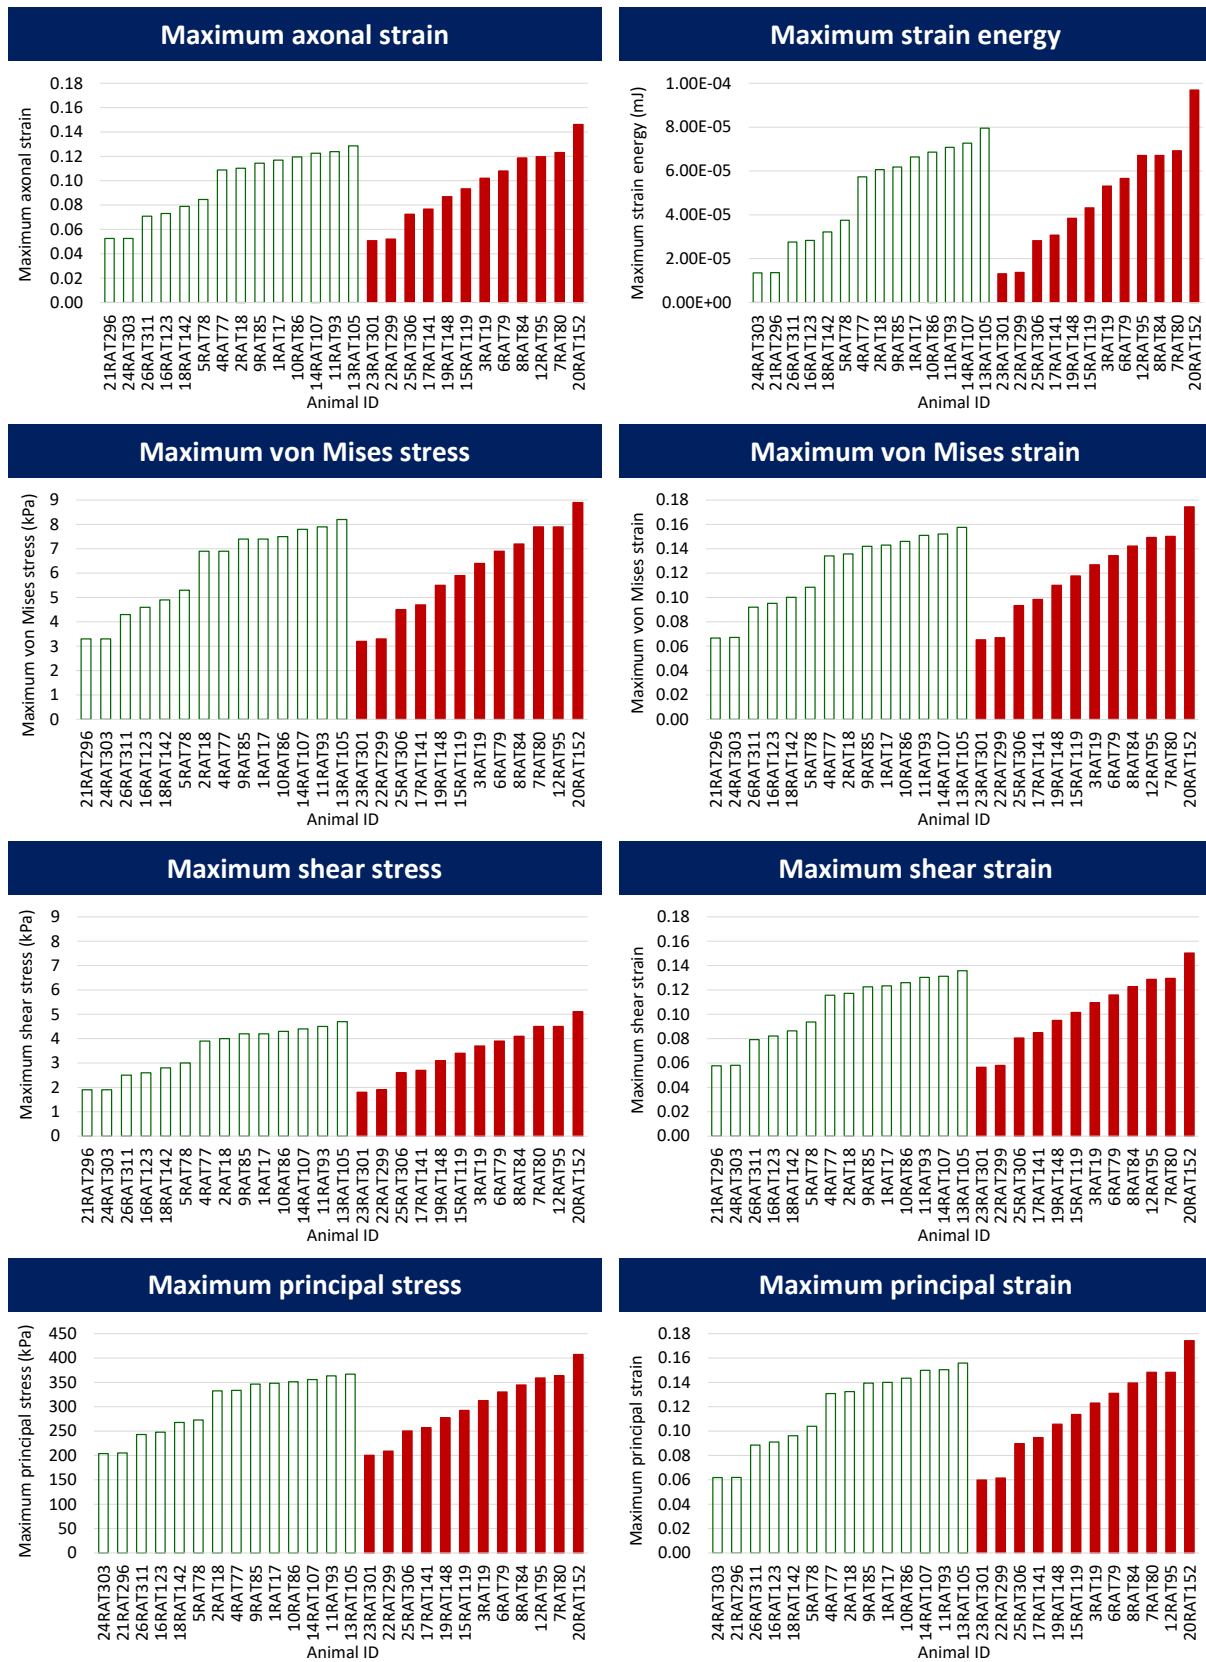 Maximum axonal strain
Maximum axonal strain
0.18
0.16
0.14
0.12
0.10
0.08
0.06
0.04
0.02
0.00
21RAT296
24RAT303
26RAT311
16RAT123
18RAT142
5RAT78
4RAT77
2RAT18
9RAT85
1RAT17
10RAT86
14RAT107
11RAT93
13RAT105
23RAT301
22RAT299
25RAT306
17RAT141
19RAT148
15RAT119
3RAT19
6RAT79
8RAT84
12RAT95
7RAT80
20RAT152
Animal ID
Maximum strain energy
Maximum strain energy (mJ)
1.00E-04
8.00E-05
6.00E-05
4.00E-05
2.00E-05
0.00E+00
24RAT303
21RAT296
26RAT311
16RAT123
18RAT142
5RAT78
4RAT77
2RAT18
9RAT85
1RAT17
10RAT86
11RAT93
14RAT107
13RAT105
23RAT301
22RAT299
25RAT306
17RAT141
19RAT148
15RAT119
3RAT19
6RAT79
12RAT95
8RAT84
7RAT80
20RAT152
Animal ID
Maximum von Mises stress
Maximum von Mises stress (kPa)
9
8
7
6
5
4
3
2
1
0
21RAT296
24RAT303
26RAT311
16RAT123
18RAT142
5RAT78
2RAT18
4RAT77
9RAT85
1RAT17
10RAT86
14RAT107
11RAT93
13RAT105
23RAT301
22RAT299
25RAT306
17RAT141
19RAT148
15RAT119
3RAT19
6RAT79
8RAT84
7RAT80
12RAT95
20RAT152
Animal ID
Maximum von Mises strain
Maximum von Mises strain
0.18
0.16
0.14
0.12
0.10
0.08
0.06
0.04
0.02
0.00
21RAT296
24RAT303
26RAT311
16RAT123
18RAT142
5RAT78
4RAT77
2RAT18
9RAT85
1RAT17
10RAT86
11RAT93
14RAT107
13RAT105
23RAT301
22RAT299
25RAT306
17RAT141
19RAT148
15RAT119
3RAT19
6RAT79
8RAT84
12RAT95
7RAT80
20RAT152
Animal ID
Maximum shear stress
Maximum shear stress (kPa)
9
8
7
6
5
4
3
2
1
0
21RAT296
24RAT303
26RAT311
16RAT123
18RAT142
5RAT78
4RAT77
2RAT18
9RAT85
1RAT17
10RAT86
14RAT107
11RAT93
13RAT105
23RAT301
22RAT299
25RAT306
17RAT141
19RAT148
15RAT119
3RAT19
6RAT79
8RAT84
7RAT80
12RAT95
20RAT152
Animal ID
Maximum shear strain
Maximum shear strain
0.18
0.16
0.14
0.12
0.10
0.08
0.06
0.04
0.02
0.00
21RAT296
24RAT303
26RAT311
16RAT123
18RAT142
5RAT78
4RAT77
2RAT18
9RAT85
1RAT17
10RAT86
11RAT93
14RAT107
13RAT105
23RAT301
22RAT299
25RAT306
17RAT141
19RAT148
15RAT119
3RAT19
6RAT79
8RAT84
12RAT95
7RAT80
20RAT152
Animal ID
Maximum principal stress
Maximum principal stress (kPa)
450
400
350
300
250
200
150
100
50
0
24RAT303
21RAT296
26RAT311
16RAT123
18RAT142
5RAT78
2RAT18
4RAT77
9RAT85
1RAT17
10RAT86
14RAT107
11RAT93
13RAT105
23RAT301
22RAT299
25RAT306
17RAT141
19RAT148
15RAT119
3RAT19
6RAT79
8RAT84
12RAT95
7RAT80
20RAT152
Animal ID
Maximum principal strain
Maximum principal strain
0.18
0.16
0.14
0.12
0.10
0.08
0.06
0.04
0.02
0.00
24RAT303
21RAT296
26RAT311
16RAT123
18RAT142
5RAT78
4RAT77
2RAT18
9RAT85
1RAT17
10RAT86
14RAT107
11RAT93
13RAT105
23RAT301
22RAT299
25RAT306
17RAT141
19RAT148
15RAT119
3RAT19
6RAT79
8RAT84
7RAT80
12RAT95
20RAT152
Animal ID